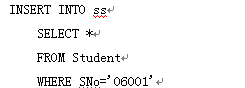 INSERT INTO ss
SELECT *
FROM Student
WHERE SNo='06001'